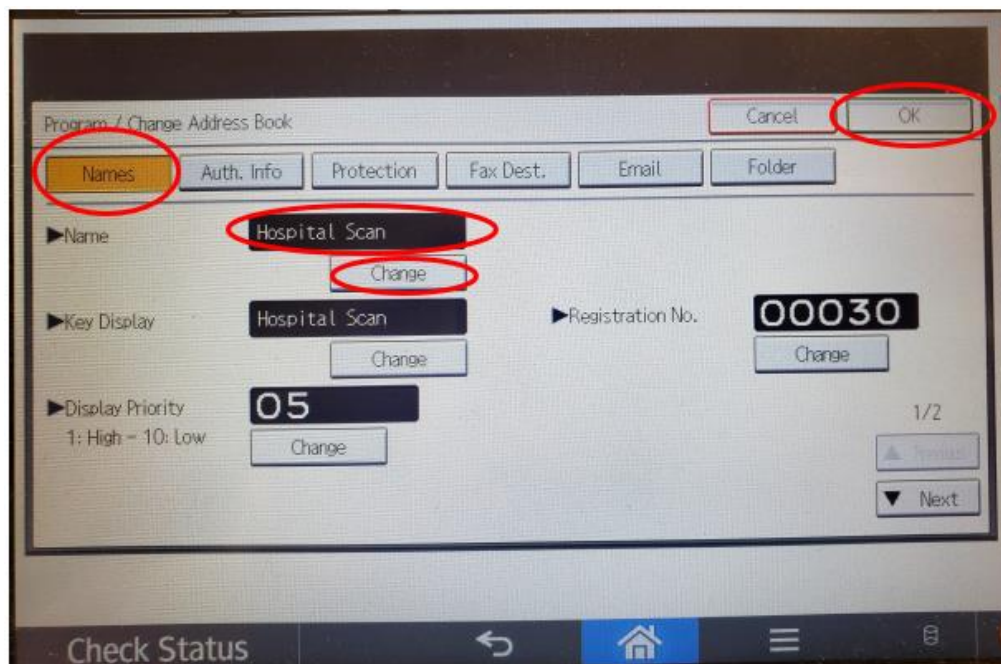 Program / Change Address Book
Cancel
OK
Names
Auth. Info
Protection
Fax Dest.
Email
Folder
▶Name
Hospital Scan
Change
▶Key Display
Hospital Scan
▶Registration No.
00030
Change
Change
▶Display Priority
05
1/2
1: High - 10: Low
Change
▼ Next
Check Status